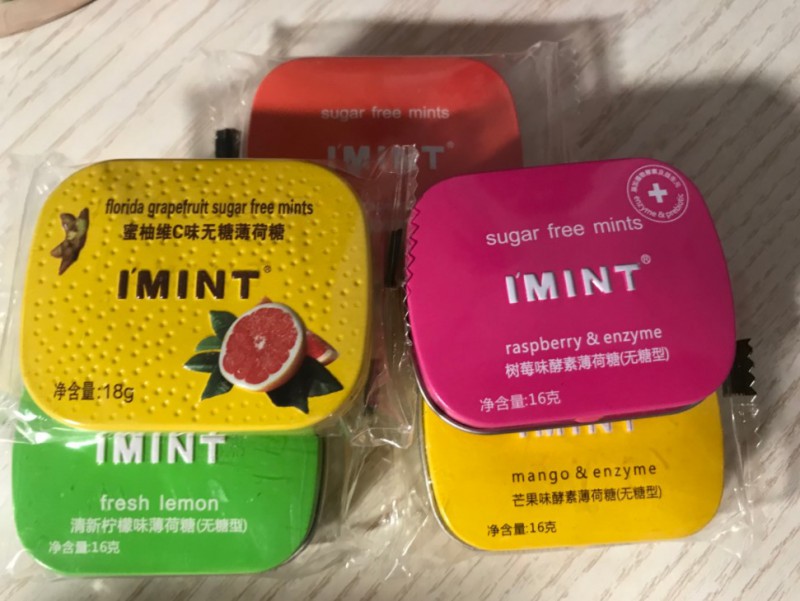 sugar free mints
I'MINT
florida grapefruit sugar free mints
蜜柚维C味无糖薄荷糖
I'MINT®
净含量:18g
enzyme & prebiotic
sugar free mints
I'MINT®
raspberry & enzyme
树莓味酵素薄荷糖(无糖型)
净含量:16克
I'MINT
fresh lemon
清新柠檬味薄荷糖(无糖型)
净含量:16克
I'MINT
mango & enzyme
芒果味酵素薄荷糖(无糖型)
净含量:16克